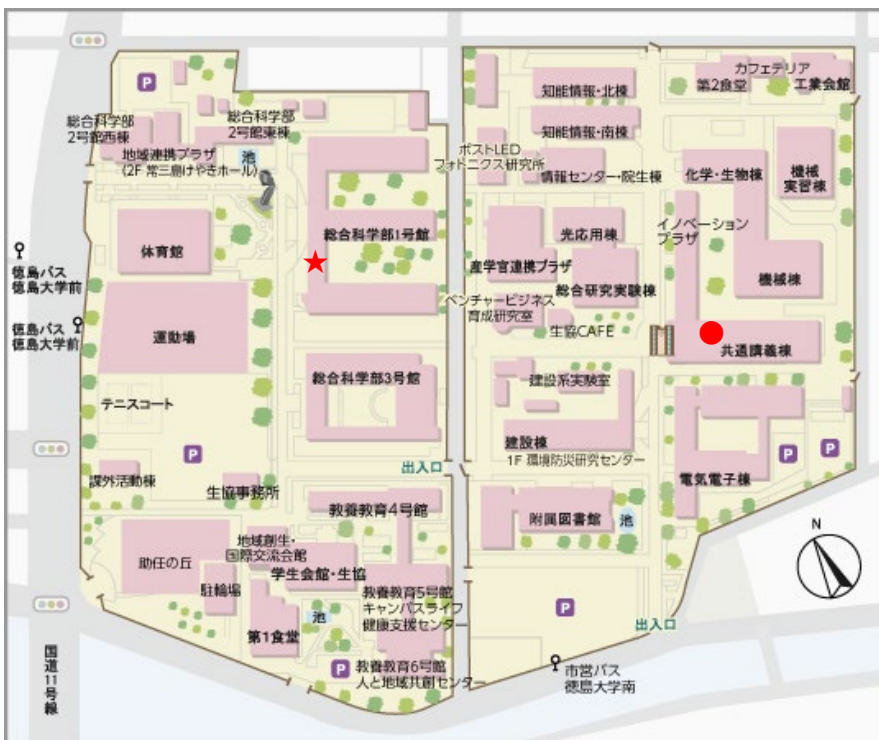 カフェテリア
第2食堂
工業会館
知能情報・北棟
総合科学部
2号館西棟
総合科学部
2号館東棟
知能情報・南棟
地域連携プラザ
(2F 常三島けやきホール)
池
ポストLED
フォトニクス研究所
情報センター・院生棟
化学・生物棟
機械
実習棟
体育館
総合科学部1号館
光応用棟
イノベーション
プラザ
産学官連携プラザ
総合研究実験棟
機械棟
徳島バス
徳島大学前
徳島バス
徳島大学前
運動場
ベンチャービジネス
育成研究室
生協CAFE
共通講義棟
総合科学部3号館
建設系実験室
テニスコート
建設棟
1F 環境防災研究センター
P
P
P
P
出入口
課外活動棟
生協事務所
電気電子棟
教養教育4号館
附属図書館
池
N
助任の丘
地域創生・
国際交流会館
学生会館・生協
駐輪場
教養教育5号館
キャンパスライフ
健康支援センター
P
池
第1食堂
出入口
国道11号線
P
教養教育6号館
人と地域共創センター
市営バス
徳島大学南